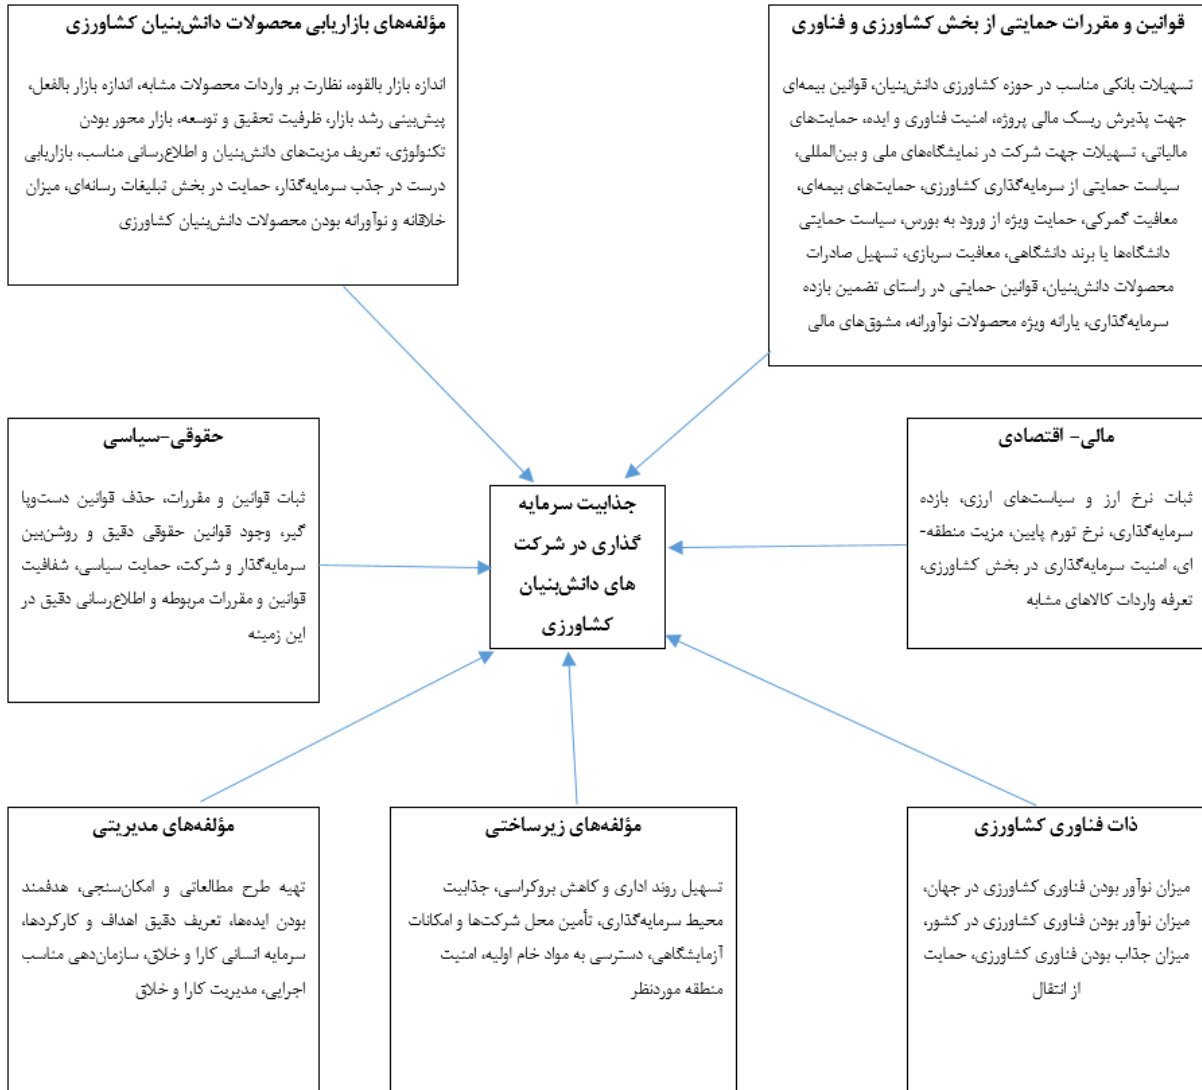 قوانین و مقررات حمایتی از بخش کشاورزی و فناوری
تسهیلات بانکی مناسب در حوزه کشاورزی دانش‌بنیان، قوانین بیمه‌ای
جهت پذیرش ریسک مالی پروژه، امنیت فناوری و ایده، حمایت‌های
مالیاتی، تسهیلات جهت شرکت در نمایشگاه‌های ملی و بین‌المللی،
سیاست حمایتی از سرمایه‌گذاری کشاورزی، حمایت‌های بیمه‌ای،
معافیت گمرکی، حمایت ویژه از ورود به بورس، سیاست حمایتی
دانشگاه‌ها یا برند دانشگاهی، معافیت سربازی، تسهیل صادرات
محصولات دانش‌بنیان، قوانین حمایتی در راستای تضمین بازده
سرمایه‌گذاری، یارانه ویژه محصولات نوآورانه، مشوق‌های مالی
مؤلفه‌های بازاریابی محصولات دانش‌بنیان کشاورزی
اندازه بازار بالقوه، نظارت بر واردات محصولات مشابه، اندازه بازار بالفعل،
پیش‌بینی رشد بازار، ظرفیت تحقیق و توسعه، بازار محور بودن
تکنولوژی، تعریف مزیت‌های دانش‌بنیان و اطلاع‌رسانی مناسب، بازاریابی
درست در جذب سرمایه‌گذار، حمایت در بخش تبلیغات رسانه‌ای، میزان
خلاقانه و نوآورانه بودن محصولات دانش‌بنیان کشاورزی
مالی- اقتصادی
ثبات نرخ ارز و سیاست‌های ارزی، بازده
سرمایه‌گذاری، نرخ تورم پایین، مزیت منطقه-
ای، امنیت سرمایه‌گذاری در بخش کشاورزی،
تعرفه واردات کالاهای مشابه
جذابیت سرمایه
گذاری در شرکت
های دانش‌بنیان
کشاورزی
حقوقی-سیاسی
ثبات قوانین و مقررات، حذف قوانین دست‌وپا
گیر، وجود قوانین حقوقی دقیق و روشن‌بین
سرمایه‌گذار و شرکت، حمایت سیاسی، شفافیت
قوانین و مقررات مربوطه و اطلاع‌رسانی دقیق در
این زمینه
ذات فناوری کشاورزی
میزان نوآور بودن فناوری کشاورزی در جهان،
میزان نوآور بودن فناوری کشاورزی در کشور،
میزان جذاب بودن فناوری کشاورزی، حمایت
از انتقال
مؤلفه‌های زیرساختی
تسهیل روند اداری و کاهش بروکراسی، جذابیت
محیط سرمایه‌گذاری، تأمین محل شرکت‌ها و امکانات
آزمایشگاهی، دسترسی به مواد خام اولیه، امنیت
منطقه موردنظر
مؤلفه‌های مدیریتی
تهیه طرح مطالعاتی و امکان‌سنجی، هدفمند
بودن ایده‌ها، تعریف دقیق اهداف و کارکردها،
سرمایه انسانی کارا و خلاق، سازمان‌دهی مناسب
اجرایی، مدیریت کارا و خلاق